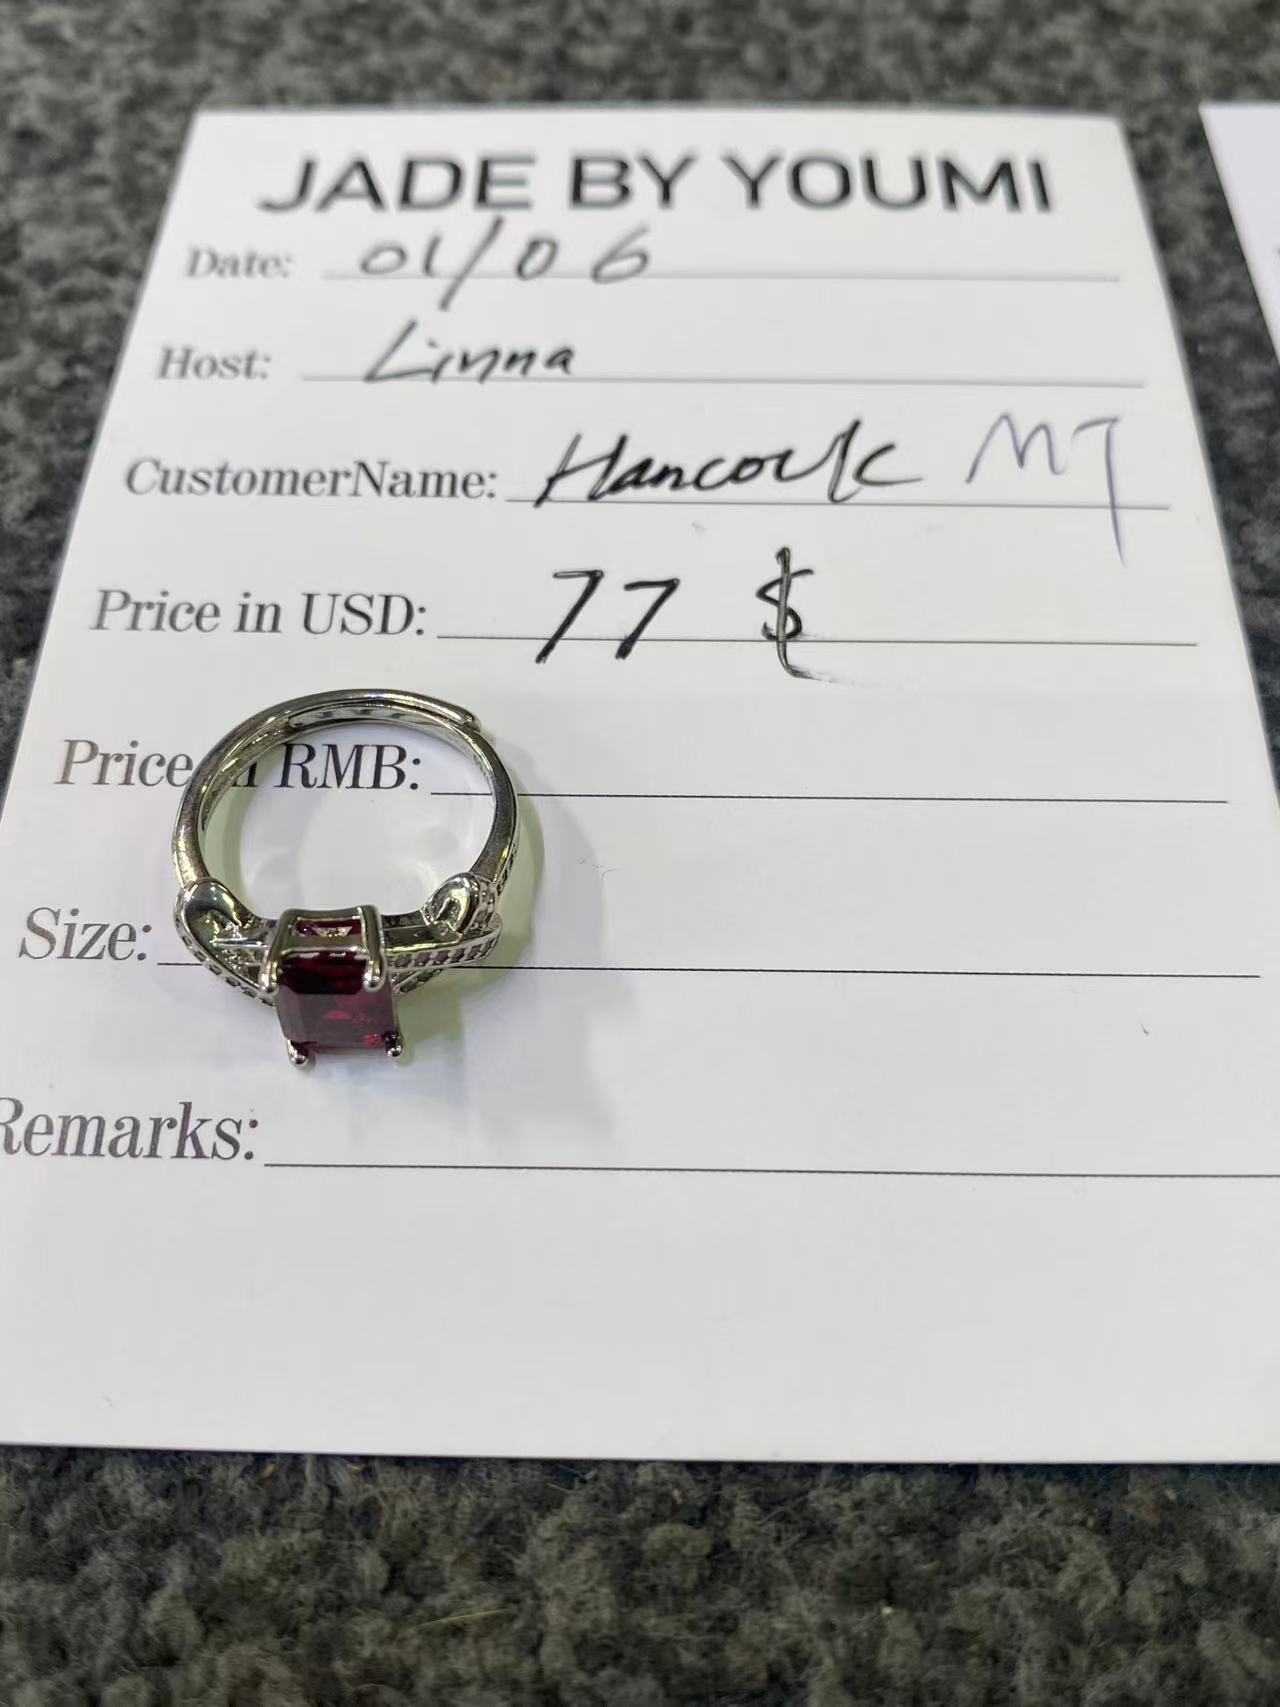 JADE BY YOUMI
Date: 01/06
Host: Linna
CustomerName: Hancock MT
Price in USD: 77 $
Price in RMB:
Size:
Remarks: